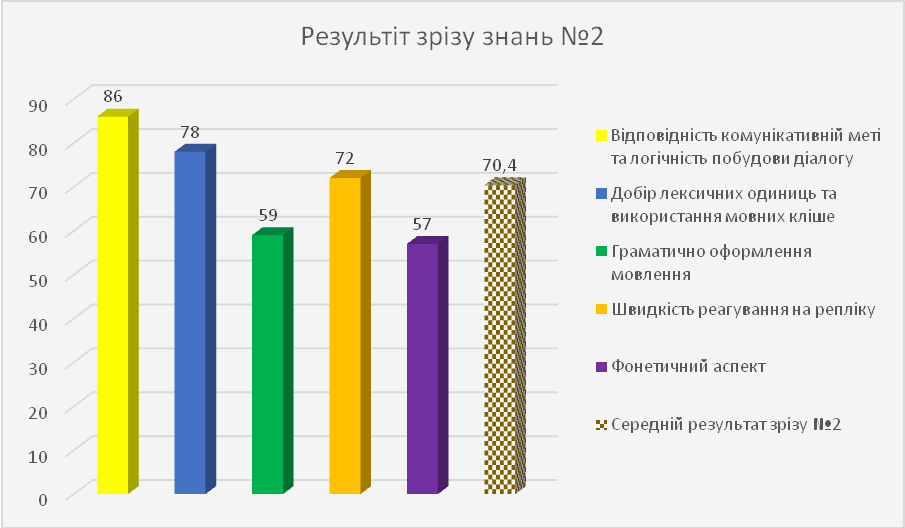 Результіт зрізу знань №2
90
80
70
60
50
40
30
20
10
0
86
78
59
72
57
70,4
Відповідність комунікативній меті
та логічність побудови діалогу
Добір лексичних одиниць та
використання мовних кліше
Граматично оформлення
мовлення
Швидкість реагування на репліку
Фонетичний аспект
Середній результат зрізу №2